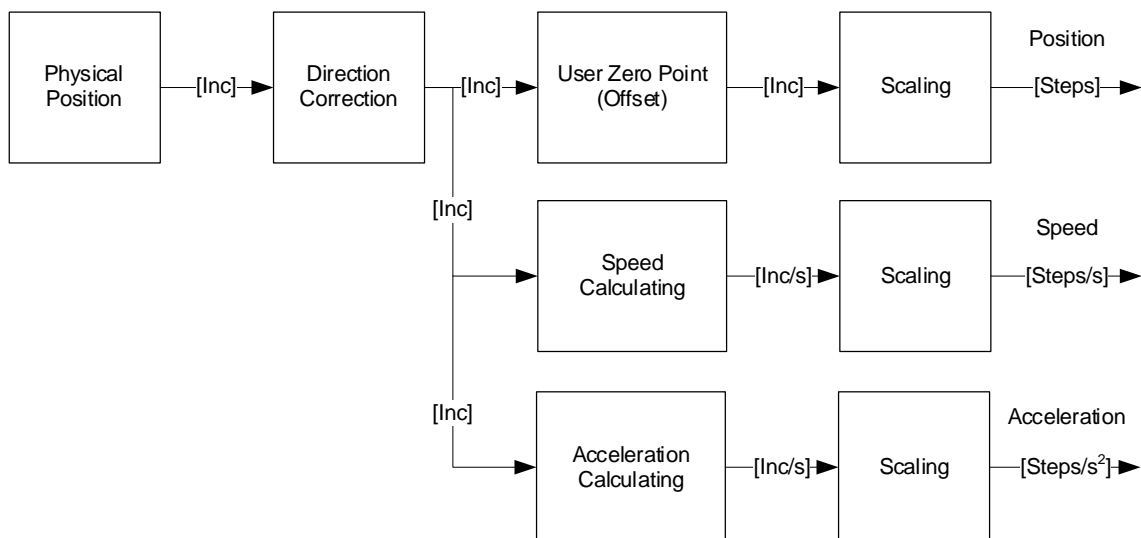 Position
Physical
Position
[Inc]
Direction
Correction
[Inc]
User Zero Point
(Offset)
[Inc]
Scaling
[Steps]
[Inc]
Speed
Speed
Calculating
[Inc/s]
Scaling
[Steps/s]
[Inc]
Acceleration
Acceleration
Calculating
[Inc/s]
Scaling
[Steps/s²]